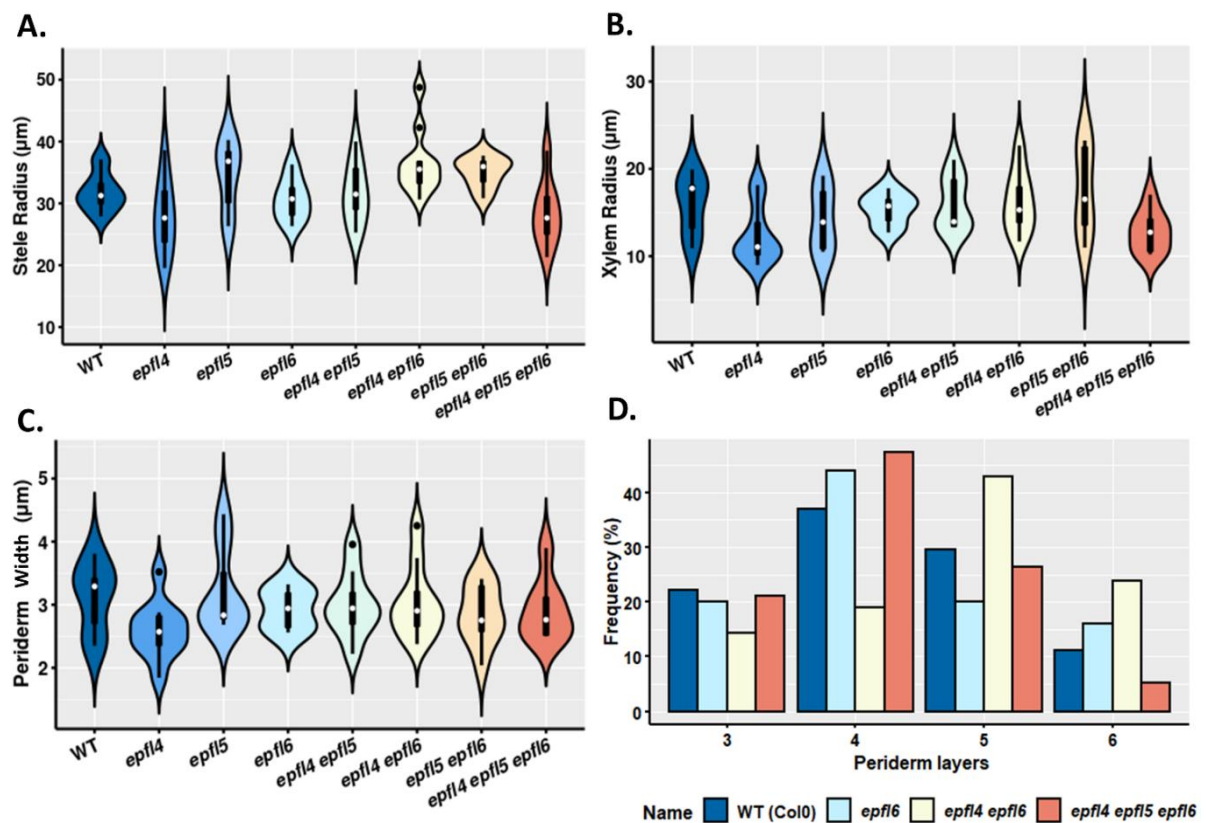 A.
Stele Radius (µm)
50
40
30
20
10
WT
epfl4
epfl5
epfl6
epfl4 epfl5
epfl4 epfl6
epfl5 epfl6
epfl4 epfl5 epfl6
B.
Xylem Radius (µm)
30
20
10
WT
epfl4
epfl5
epfl6
epfl4 epfl5
epfl4 epfl6
epfl5 epfl6
epfl4 epfl5 epfl6
C.
Periderm Width (µm)
5
4
3
2
WT
epfl4
epfl5
epfl6
epfl4 epfl5
epfl4 epfl6
epfl5 epfl6
epfl4 epfl5 epfl6
D.
Frequency (%)
40
30
20
10
0
3 4 5 6
Periderm layers
Name WT (Col0) epfl6 epfl4 epfl6 epfl4 epfl5 epfl6